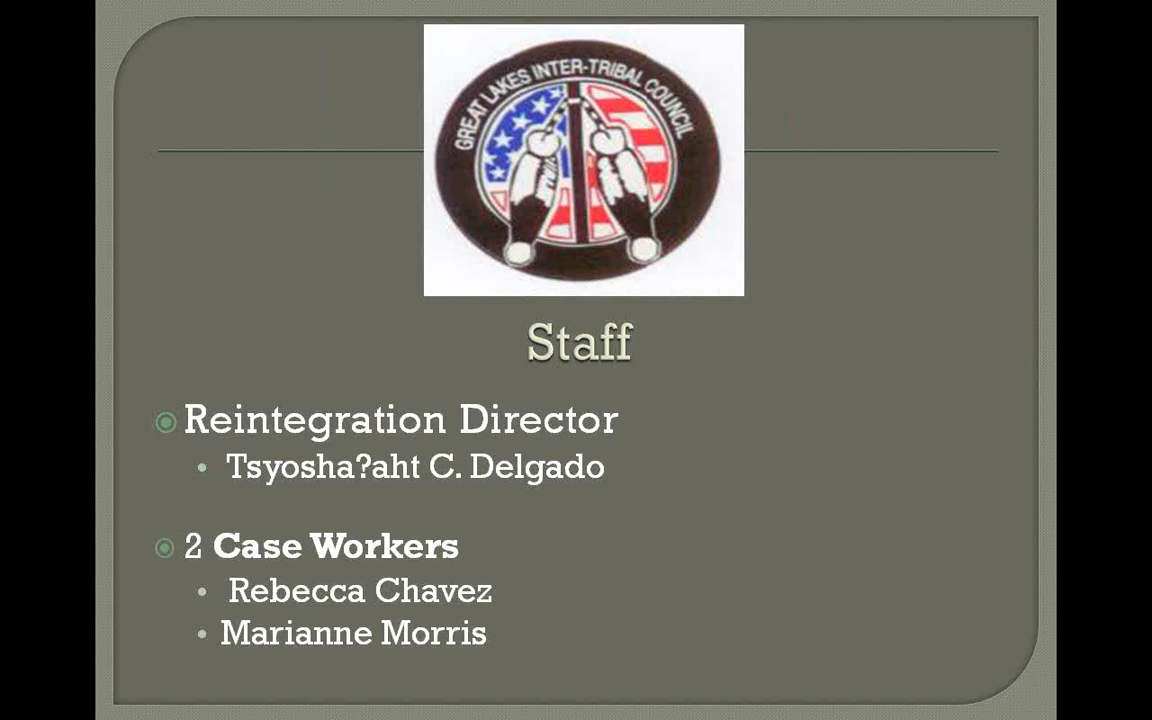 GREAT LAKES INTER-TRIBAL COUNCIL
Staff
Reintegration Director
Tsyosha?aht C. Delgado
2 Case Workers
Rebecca Chavez
Marianne Morris